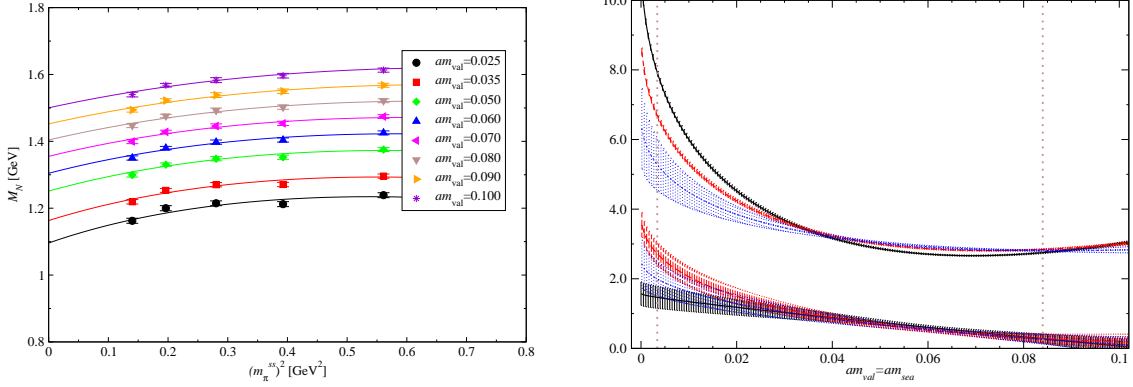 1.8
1.6
1.4
1.2
1
0.8
M_N [GeV]
0 0.1 0.2 0.3 0.4 0.5 0.6 0.7 0.8
(m_π^ss)^2 [GeV^2]
am_val=0.025
am_val=0.035
am_val=0.050
am_val=0.060
am_val=0.070
am_val=0.080
am_val=0.090
am_val=0.100
10.0
8.0
6.0
4.0
2.0
0.0
0 0.02 0.04 0.06 0.08 0.1
am_val=am_sea